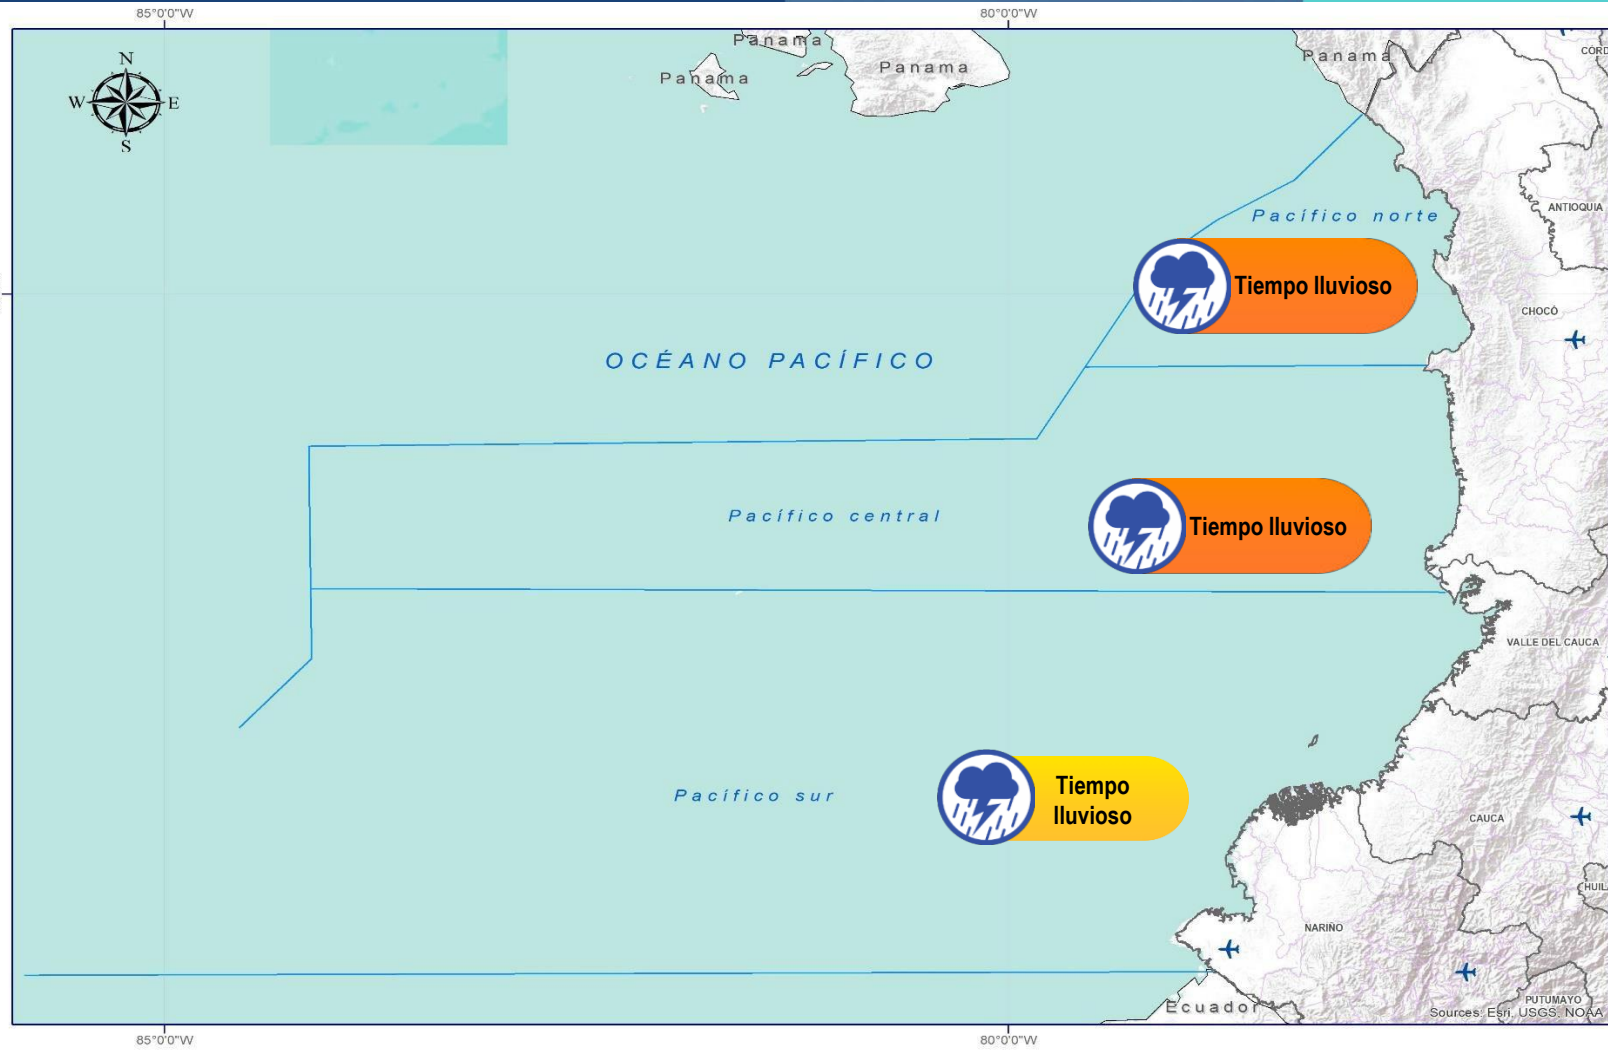 85°0'0"W
80°0'0"W
Panama
Panama
Panama
Panama
N
W
E
S
CÓRD
ANTIOQUIA
Pacífico norte
Tiempo lluvioso
CHOCÓ
OCÉANO PACÍFICO
Pacífico central
Tiempo lluvioso
VALLE DEL CAUCA
Pacífico sur
Tiempo
lluvioso
CAUCA
HUIL
NARIÑO
PUTUMAYO
Ecuador
Sources: Esri, USGS, NOAA
85°0'0"W
80°0'0"W